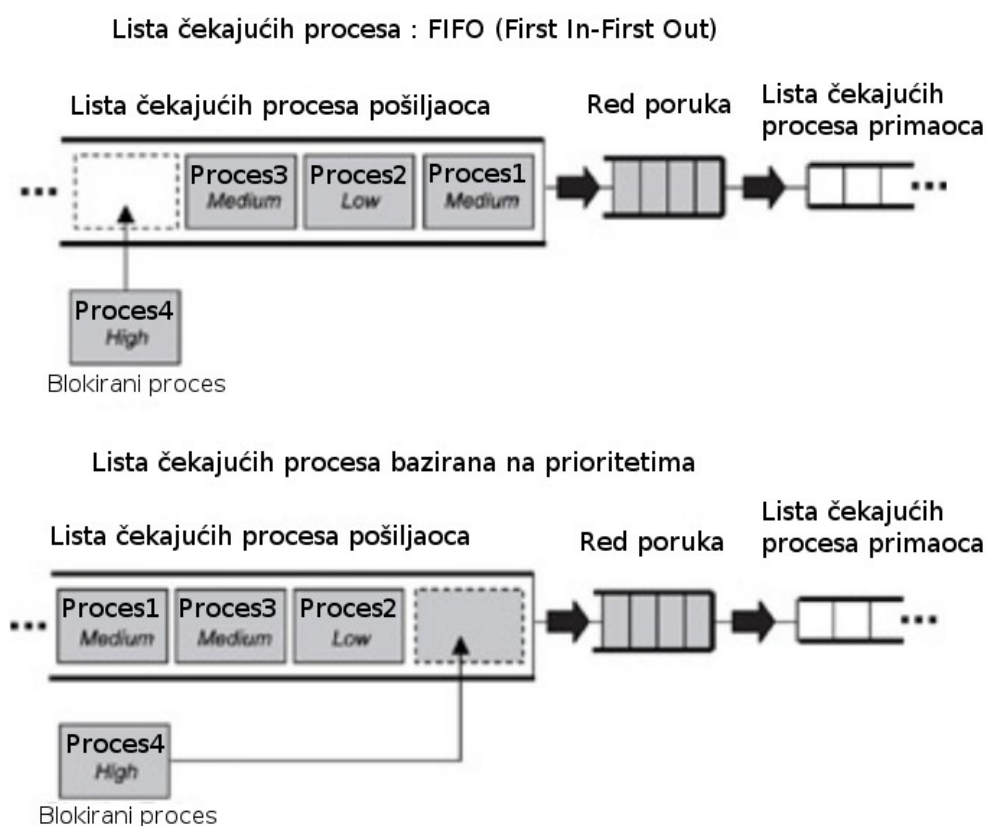 Lista čekajućih procesa : FIFO (First In-First Out)
Lista čekajućih procesa pošiljaoca
Red poruka
Lista čekajućih
procesa primaoca
Proces3
Medium
Proces2
Low
Proces1
Medium
Proces4
High
Blokirani proces
Lista čekajućih procesa bazirana na prioritetima
Lista čekajućih procesa pošiljaoca
Red poruka
Lista čekajućih
procesa primaoca
Proces1
Medium
Proces3
Medium
Proces2
Low
Proces4
High
Blokirani proces